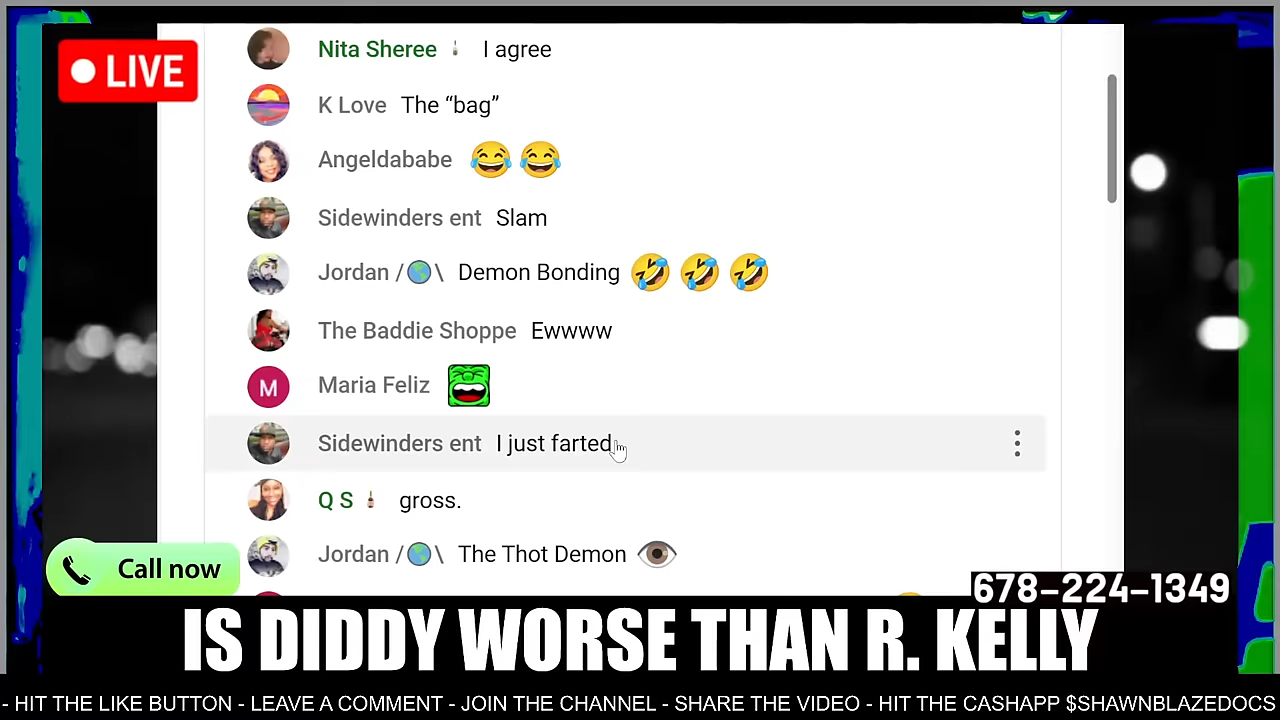 LIVE
Nita Sheree I agree
K Love The “bag”
Angeldababe
Sidewinders ent Slam
Jordan / \ Demon Bonding
The Baddie Shoppe Ewwww
M Maria Feliz
Sidewinders ent I just farted
Q S gross.
Jordan / \ The Thot Demon
Call now
678-224-1349
IS DIDDY WORSE THAN R. KELLY
- HIT THE LIKE BUTTON - LEAVE A COMMENT - JOIN THE CHANNEL - SHARE THE VIDEO - HIT THE CASHAPP $SHAWNBLAZEDOCS